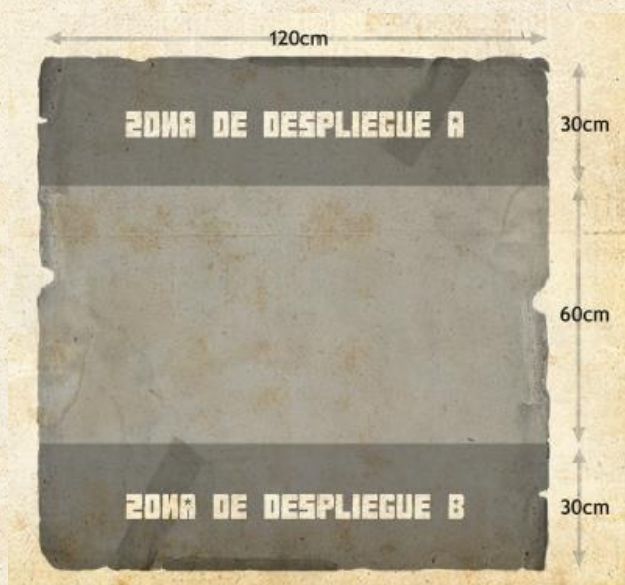 120cm
ZONA DE DESPLIEGUE A
30cm
60cm
ZONA DE DESPLIEGUE B
30cm